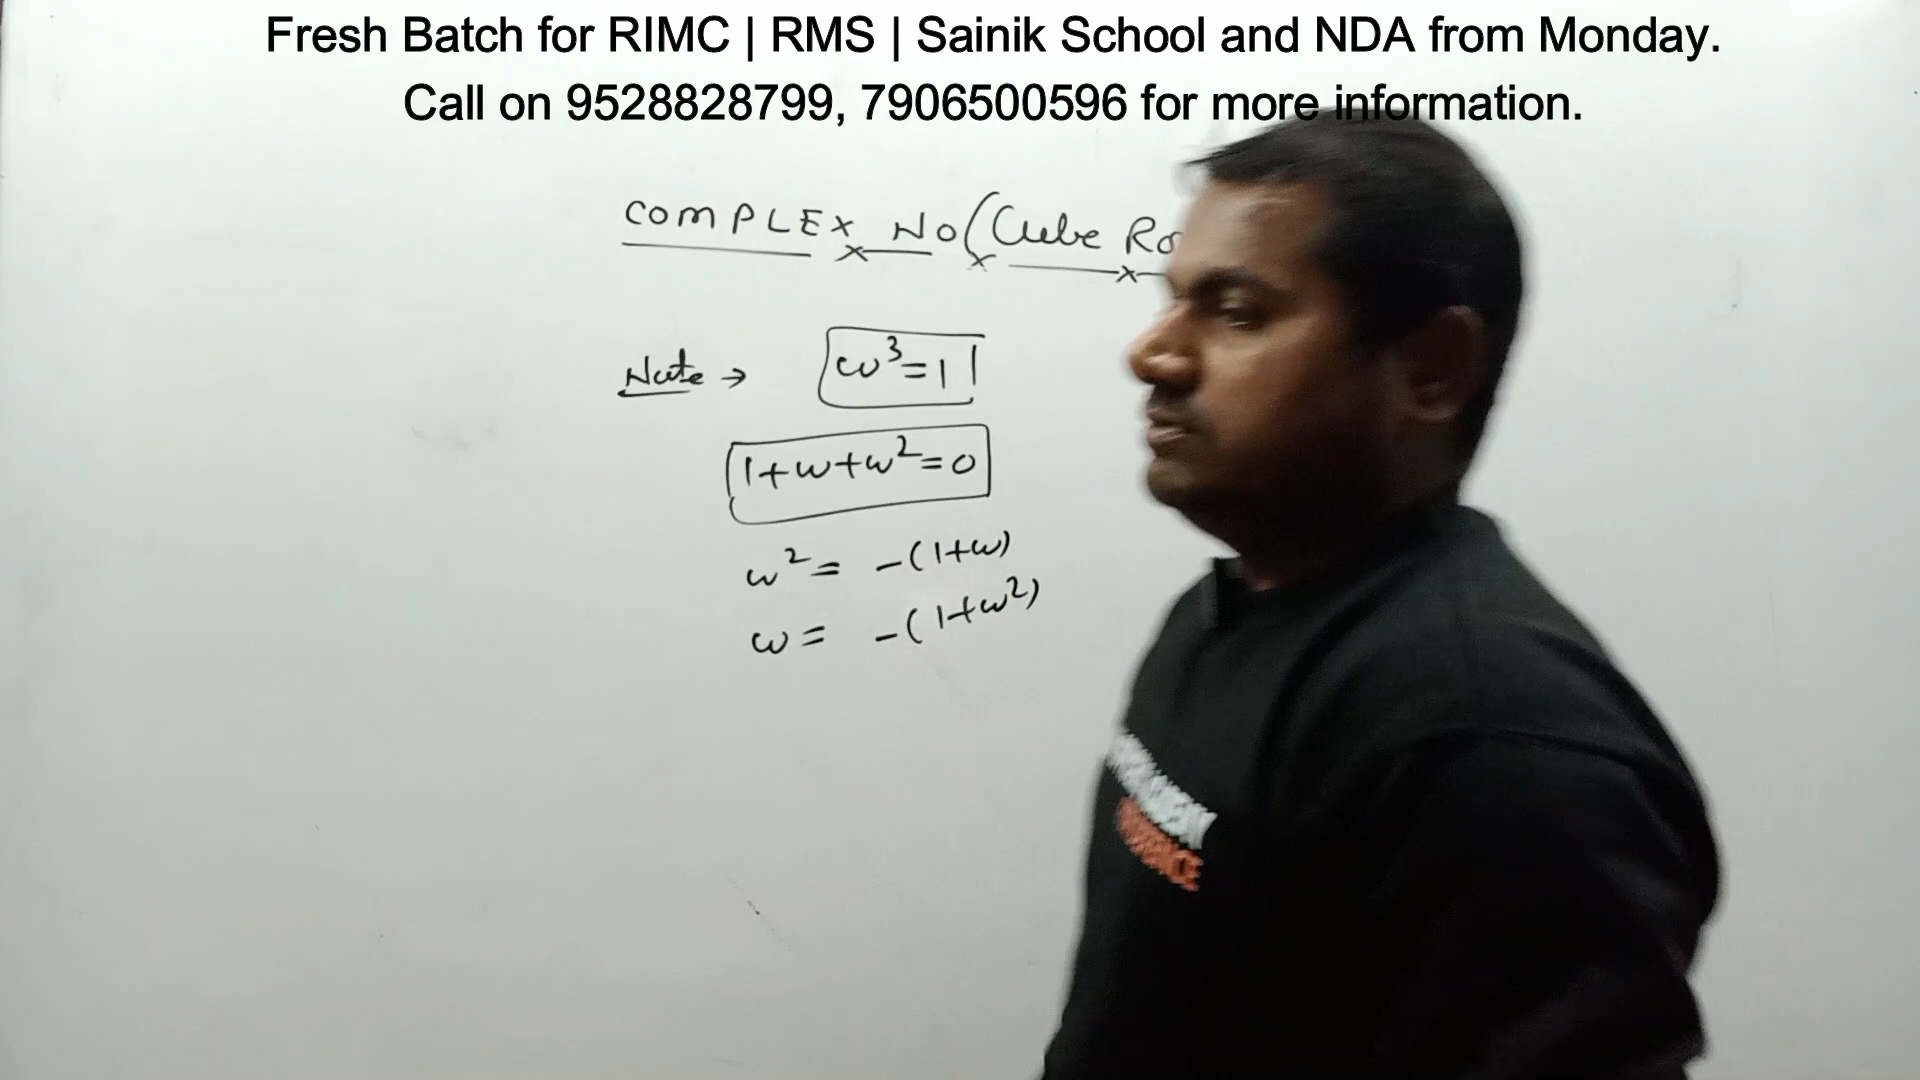 Fresh Batch for RIMC | RMS | Sainik School and NDA from Monday.
Call on 9528828799, 7906500596 for more information.
COMPLEX NO (Cube Ro
Note →
ω³=1
1+ω+ω²=0
ω² = -(1+ω)
ω = -(1+ω²)